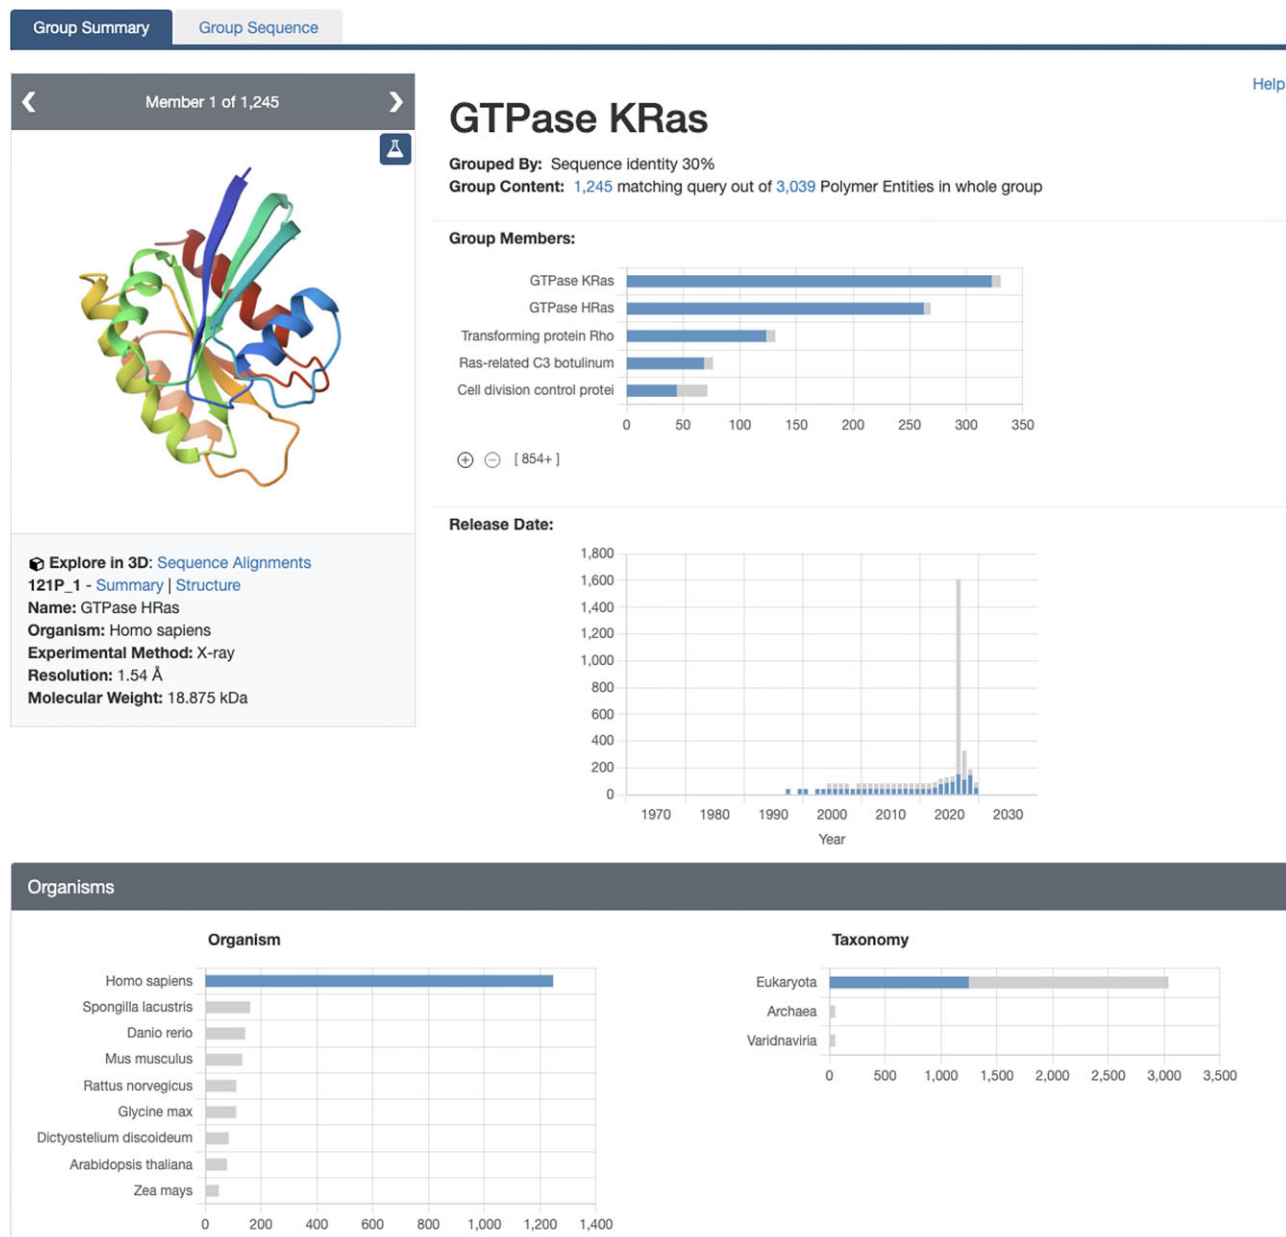 Group Summary
Group Sequence
Help
Member 1 of 1,245
GTPase KRas
Grouped By: Sequence identity 30%
Group Content: 1,245 matching query out of 3,039 Polymer Entities in whole group
Group Members:
GTPase KRas
GTPase HRas
Transforming protein Rho
Ras-related C3 botulinum
Cell division control protei
0 50 100 150 200 250 300 350
[ 854+ ]
Release Date:
1,800
1,600
1,400
1,200
1,000
800
600
400
200
0
1970 1980 1990 2000 2010 2020 2030
Year
Explore in 3D: Sequence Alignments
121P_1 - Summary | Structure
Name: GTPase HRas
Organism: Homo sapiens
Experimental Method: X-ray
Resolution: 1.54 Å
Molecular Weight: 18.875 kDa
Organisms
Organism
Homo sapiens
Spongilla lacustris
Danio rerio
Mus musculus
Rattus norvegicus
Glycine max
Dictyostelium discoideum
Arabidopsis thaliana
Zea mays
0 200 400 600 800 1,000 1,200 1,400
Taxonomy
Eukaryota
Archaea
Varidnaviria
0 500 1,000 1,500 2,000 2,500 3,000 3,500